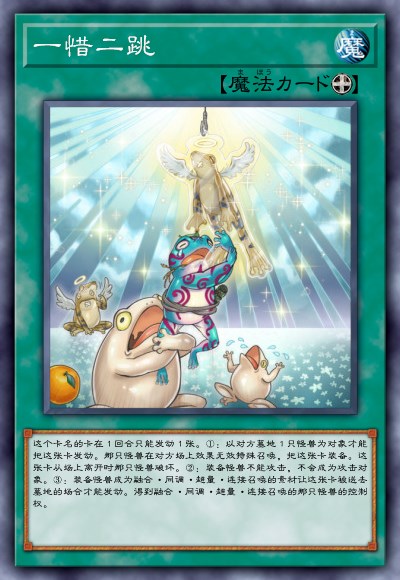 一惜二跳
魔
【魔法カード】
まほう
这个卡名的卡在1回合只能发动1张。①：以对方墓地1只怪兽为对象才能
把这张卡发动。那只怪兽在对方场上效果无效特殊召唤，把这张卡装备。这
张卡从场上离开时那只怪兽破坏。②：装备怪兽不能攻击，不会成为攻击对
象。③：装备怪兽成为融合·同调·超量·连接召唤的素材让这张卡被送去
墓地的场合才能发动。得到融合·同调·超量·连接召唤的那只怪兽的控制
权。